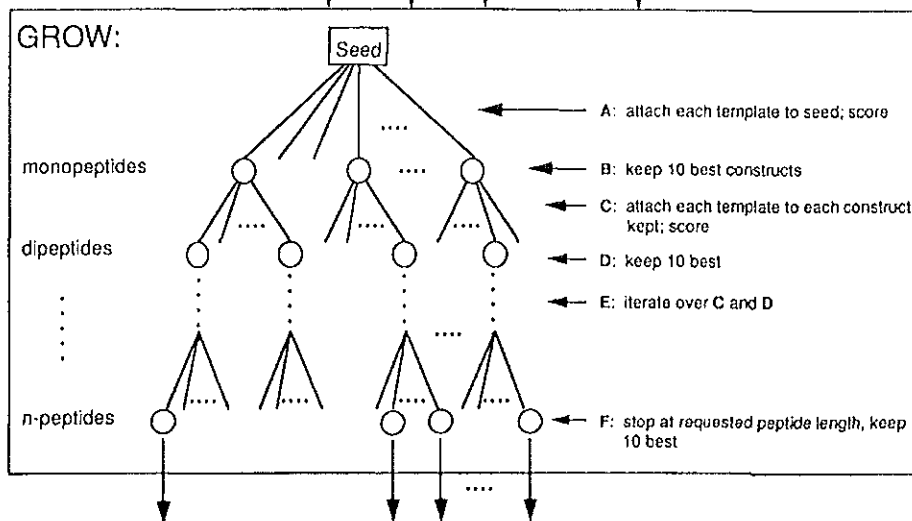 GROW:
Seed
A: attach each template to seed; score
monopeptides
B: keep 10 best constructs
C: attach each template to each construct
kept; score
dipeptides
D: keep 10 best
E: iterate over C and D
n-peptides
F: stop at requested peptide length, keep
10 best